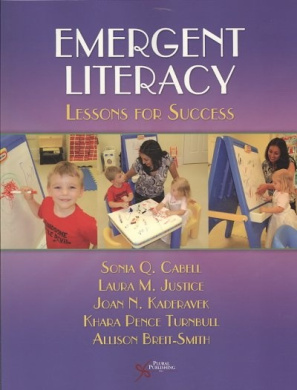 EMERGENT
LITERACY
LESSONS FOR SUCCESS
SONIA Q. CABELL
LAURA M. JUSTICE
JOAN N. KADERAVEK
KHARA PENCE TURNBULL
ALLISON BREIT-SMITH
PLURAL
PUBLISHING